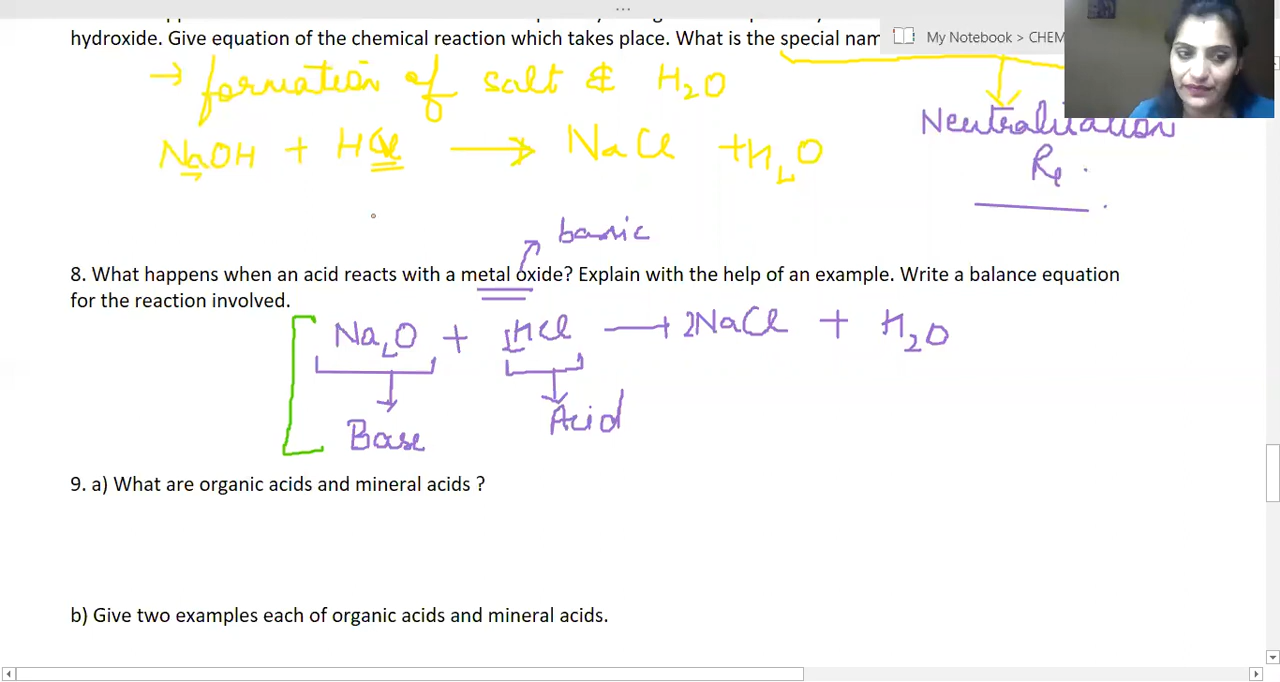 hydroxide. Give equation of the chemical reaction which takes place. What is the special nam
My Notebook > CHEM
→ formation of salt & H2O
Neutralization
Rx.
NaOH + HCl → NaCl + H2O
basic
8. What happens when an acid reacts with a metal oxide? Explain with the help of an example. Write a balance equation
for the reaction involved.
Na2O + 2HCl → 2NaCl + H2O
Base
Acid
9. a) What are organic acids and mineral acids ?
b) Give two examples each of organic acids and mineral acids.